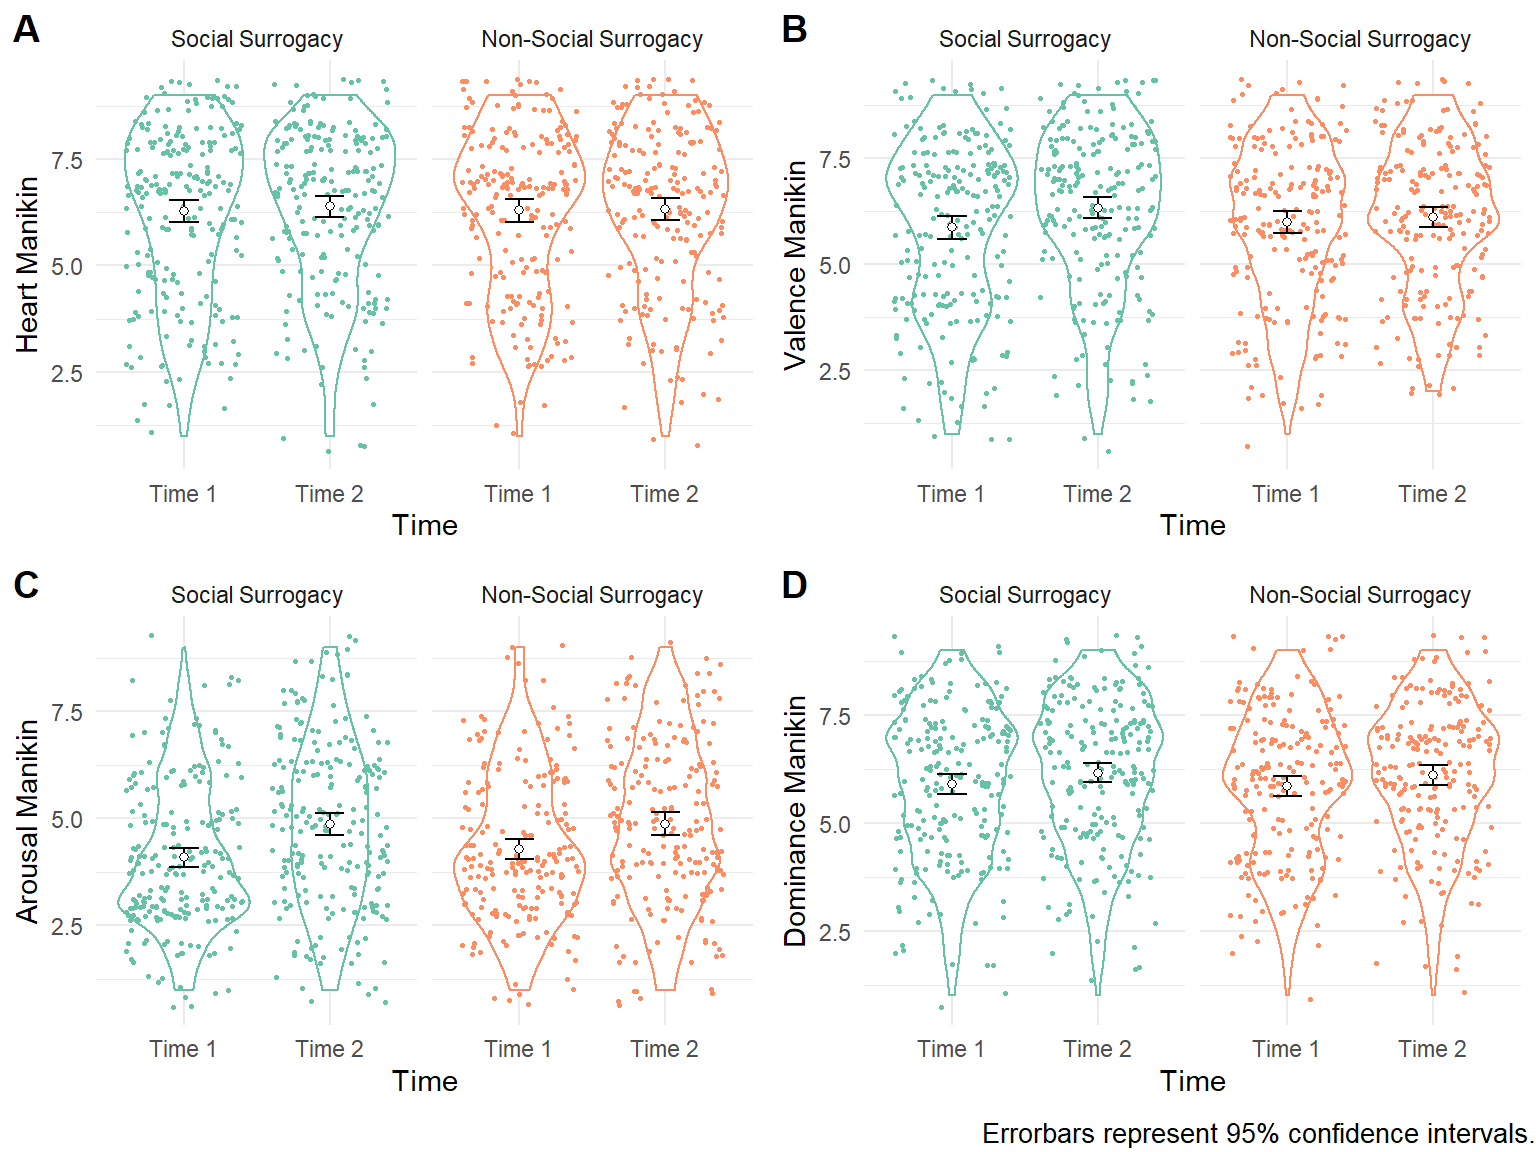 A
Social Surrogacy
Non-Social Surrogacy
Heart Manikin
7.5
5.0
2.5
Time 1
Time 2
Time 1
Time 2
Time
B
Social Surrogacy
Non-Social Surrogacy
Valence Manikin
7.5
5.0
2.5
Time 1
Time 2
Time 1
Time 2
Time
C
Social Surrogacy
Non-Social Surrogacy
Arousal Manikin
7.5
5.0
2.5
Time 1
Time 2
Time 1
Time 2
Time
D
Social Surrogacy
Non-Social Surrogacy
Dominance Manikin
7.5
5.0
2.5
Time 1
Time 2
Time 1
Time 2
Time
Errorbars represent 95% confidence intervals.